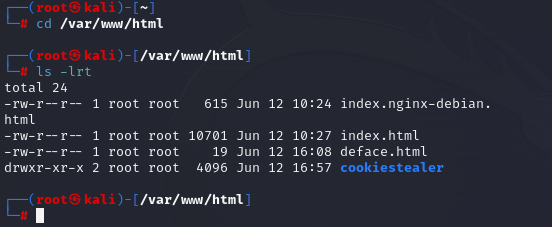 ┌──(root㉿kali)-[~]
└─# cd /var/www/html
┌──(root㉿kali)-[/var/www/html]
└─# ls -lrt
total 24
-rw-r--r-- 1 root root   615 Jun 12 10:24 index.nginx-debian.
html
-rw-r--r-- 1 root root 10701 Jun 12 10:27 index.html
-rw-r--r-- 1 root root    19 Jun 12 16:08 deface.html
drwxr-xr-x 2 root root  4096 Jun 12 16:57 cookiestealer
┌──(root㉿kali)-[/var/www/html]
└─#